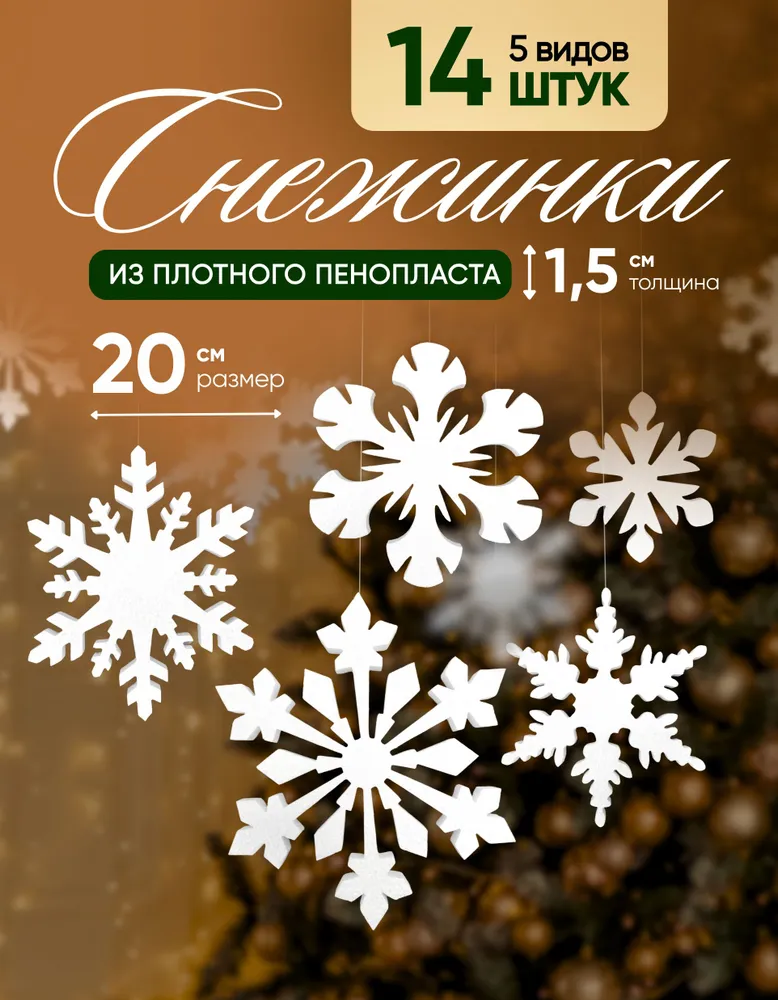 14 5 видов
штук
Снежинки
из плотного пенопласта
1,5 см
толщина
20 см
размер